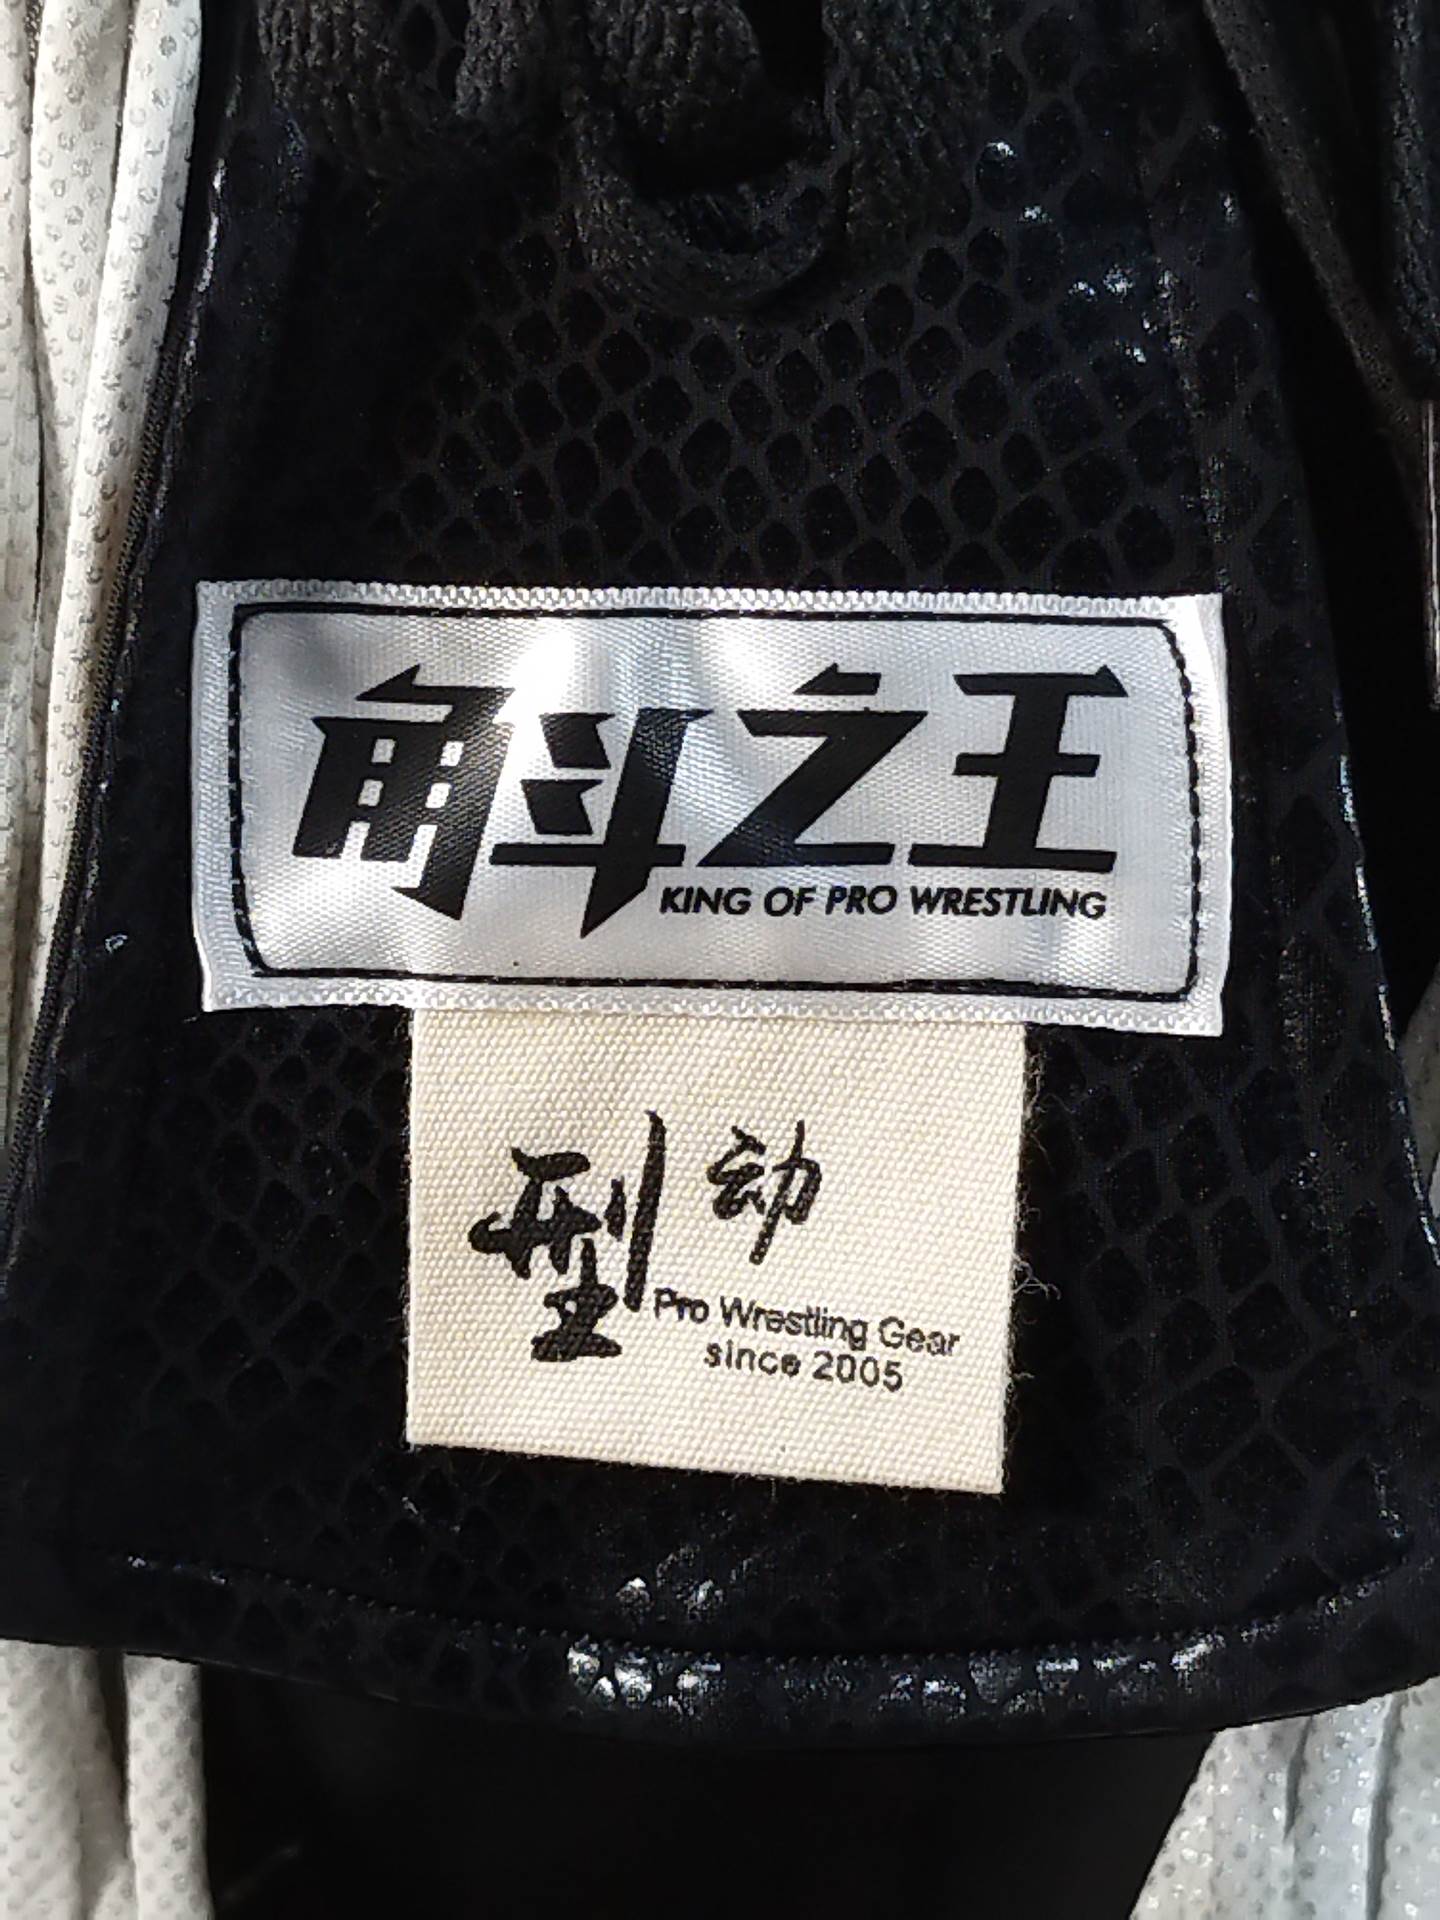 角斗之王
KING OF PRO WRESTLING
型动
Pro Wrestling Gear
since 2005